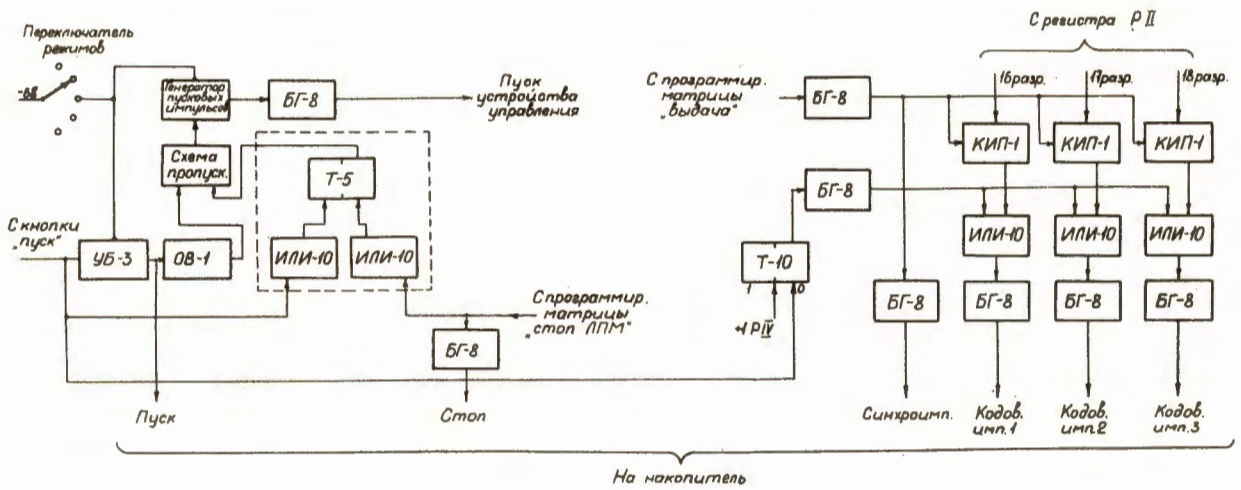 Переключатель
режимов
-6В
Генератор
пусковых
импульсов
БГ-8
Пуск
устройства
управления
Схема
пропуск.
Т-5
С кнопки
„пуск"
УБ-3
ОВ-1
ИЛИ-10
ИЛИ-10
С программир.
матрицы
„стоп ЛПМ"
БГ-8
Пуск
Стоп
С программир.
матрицы
„выдача"
БГ-8
С регистра Р II
16 разр.
17 разр.
18 разр.
КИП-1
КИП-1
КИП-1
БГ-8
Т-10
1
0
+1 Р IV
ИЛИ-10
ИЛИ-10
ИЛИ-10
БГ-8
БГ-8
БГ-8
БГ-8
Синхроимп.
Кодов.
имп. 1
Кодов.
имп. 2
Кодов.
имп. 3
На накопитель